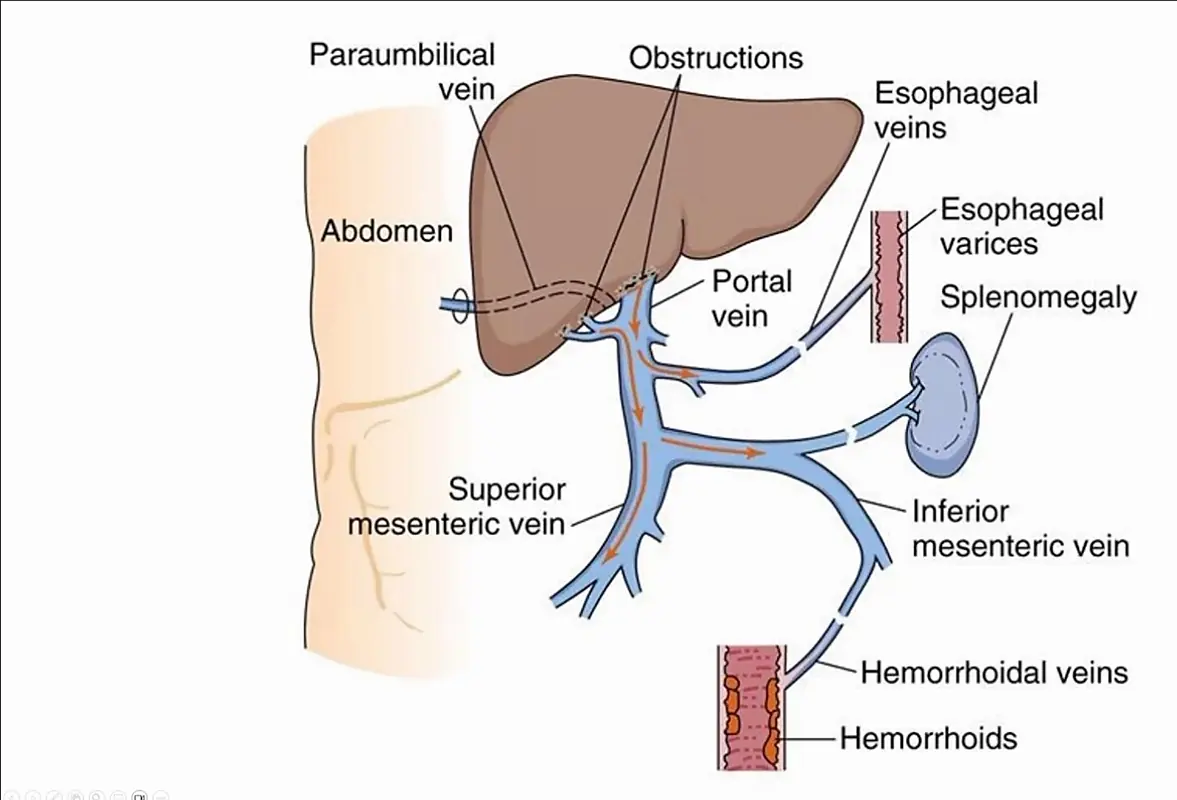 Paraumbilical
vein
Obstructions
Esophageal
veins
Esophageal
varices
Abdomen
Portal
vein
Splenomegaly
Superior
mesenteric vein
Inferior
mesenteric vein
Hemorrhoidal veins
Hemorrhoids